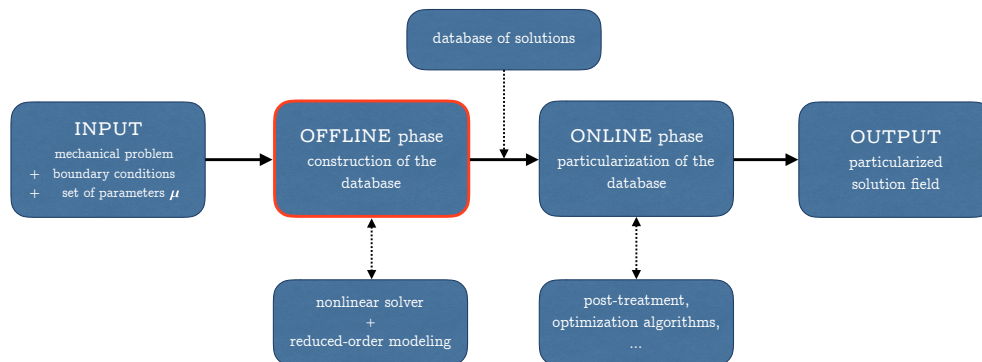 database of solutions
INPUT
mechanical problem
+ boundary conditions
+ set of parameters μ
OFFLINE phase
construction of the
database
ONLINE phase
particularization of the
database
OUTPUT
particularized
solution field
nonlinear solver
+
reduced-order modeling
post-treatment,
optimization algorithms,
...